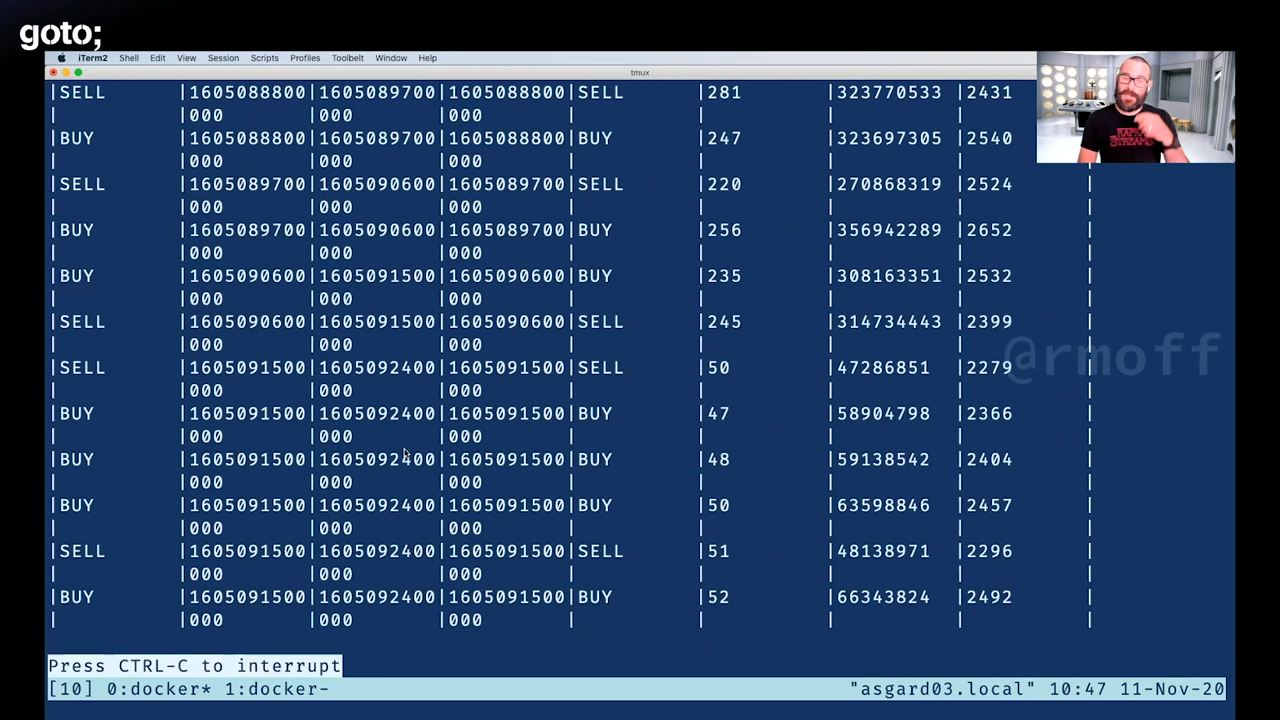 goto;
iTerm2 Shell Edit View Session Scripts Profiles Toolbelt Window Help
tmux
|SELL |1605088800|1605089700|1605088800|SELL |281 |323770533 |2431
| |000 |000 |000 | | |
|BUY |1605088800|1605089700|1605088800|BUY |247 |323697305 |2540
| |000 |000 |000 | | | |
|SELL |1605089700|1605090600|1605089700|SELL |220 |270868319 |2524 |
| |000 |000 |000 | | | | |
|BUY |1605089700|1605090600|1605089700|BUY |256 |356942289 |2652 |
| |000 |000 |000 | | | | |
|BUY |1605090600|1605091500|1605090600|BUY |235 |308163351 |2532 |
| |000 |000 |000 | | | | |
|SELL |1605090600|1605091500|1605090600|SELL |245 |314734443 |2399 |
| |000 |000 |000 | | | | |
@rmoff
|SELL |1605091500|1605092400|1605091500|SELL |50 |47286851 |2279 |
| |000 |000 |000 | | | | |
|BUY |1605091500|1605092400|1605091500|BUY |47 |58904798 |2366 |
| |000 |000 |000 | | | | |
|BUY |1605091500|1605092400|1605091500|BUY |48 |59138542 |2404 |
| |000 |000 |000 | | | | |
|BUY |1605091500|1605092400|1605091500|BUY |50 |63598846 |2457 |
| |000 |000 |000 | | | | |
|SELL |1605091500|1605092400|1605091500|SELL |51 |48138971 |2296 |
| |000 |000 |000 | | | | |
|BUY |1605091500|1605092400|1605091500|BUY |52 |66343824 |2492 |
| |000 |000 |000 | | | | |
Press CTRL-C to interrupt
[10] 0:docker* 1:docker- "asgard03.local" 10:47 11-Nov-20
KAFKA
STREAMS